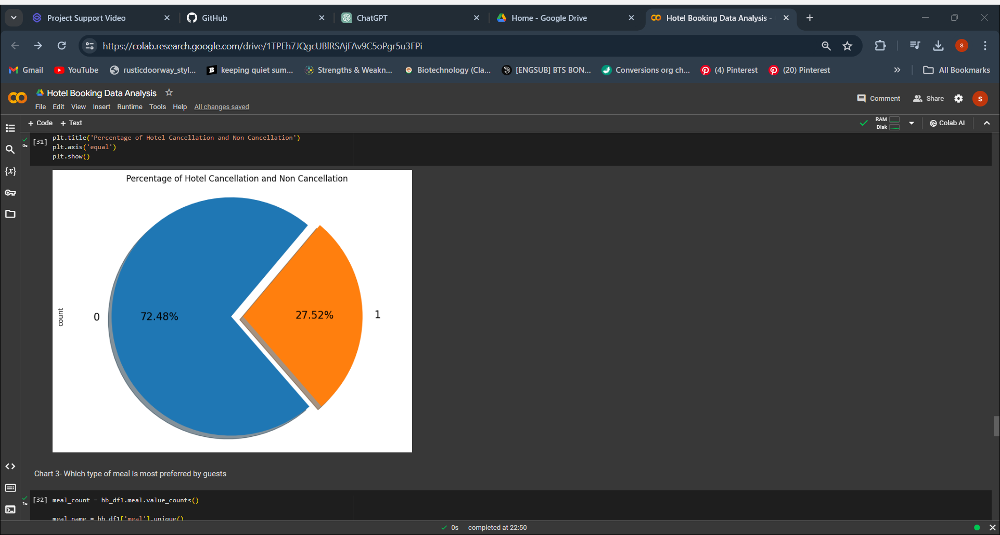 Project Support Video
GitHub
ChatGPT
Home - Google Drive
Hotel Booking Data Analysis -
https://colab.research.google.com/drive/1TPEh7JQgcUBlRSAjFAv9C5oPgr5u3FPi
S
Gmail
YouTube
rusticdoorway_styl...
B
keeping quiet sum...
Strengths & Weakn...
Biotechnology (Cla...
[ENGSUB] BTS BON...
Conversions org ch...
(4) Pinterest
(20) Pinterest
All Bookmarks
Hotel Booking Data Analysis
Comment
Share
S
File Edit View Insert Runtime Tools Help All changes saved
+ Code + Text
RAM
Disk
Colab AI
{x}
0s
[31]
plt.title('Percentage of Hotel Cancellation and Non Cancellation')
plt.axis('equal')
plt.show()
Percentage of Hotel Cancellation and Non Cancellation
count
0
72.48%
27.52%
1
Chart 3- Which type of meal is most preferred by guests
1s
[32] meal_count = hb_df1.meal.value_counts()
meal_name = hb_df1['meal'].unique()
0s completed at 22:50